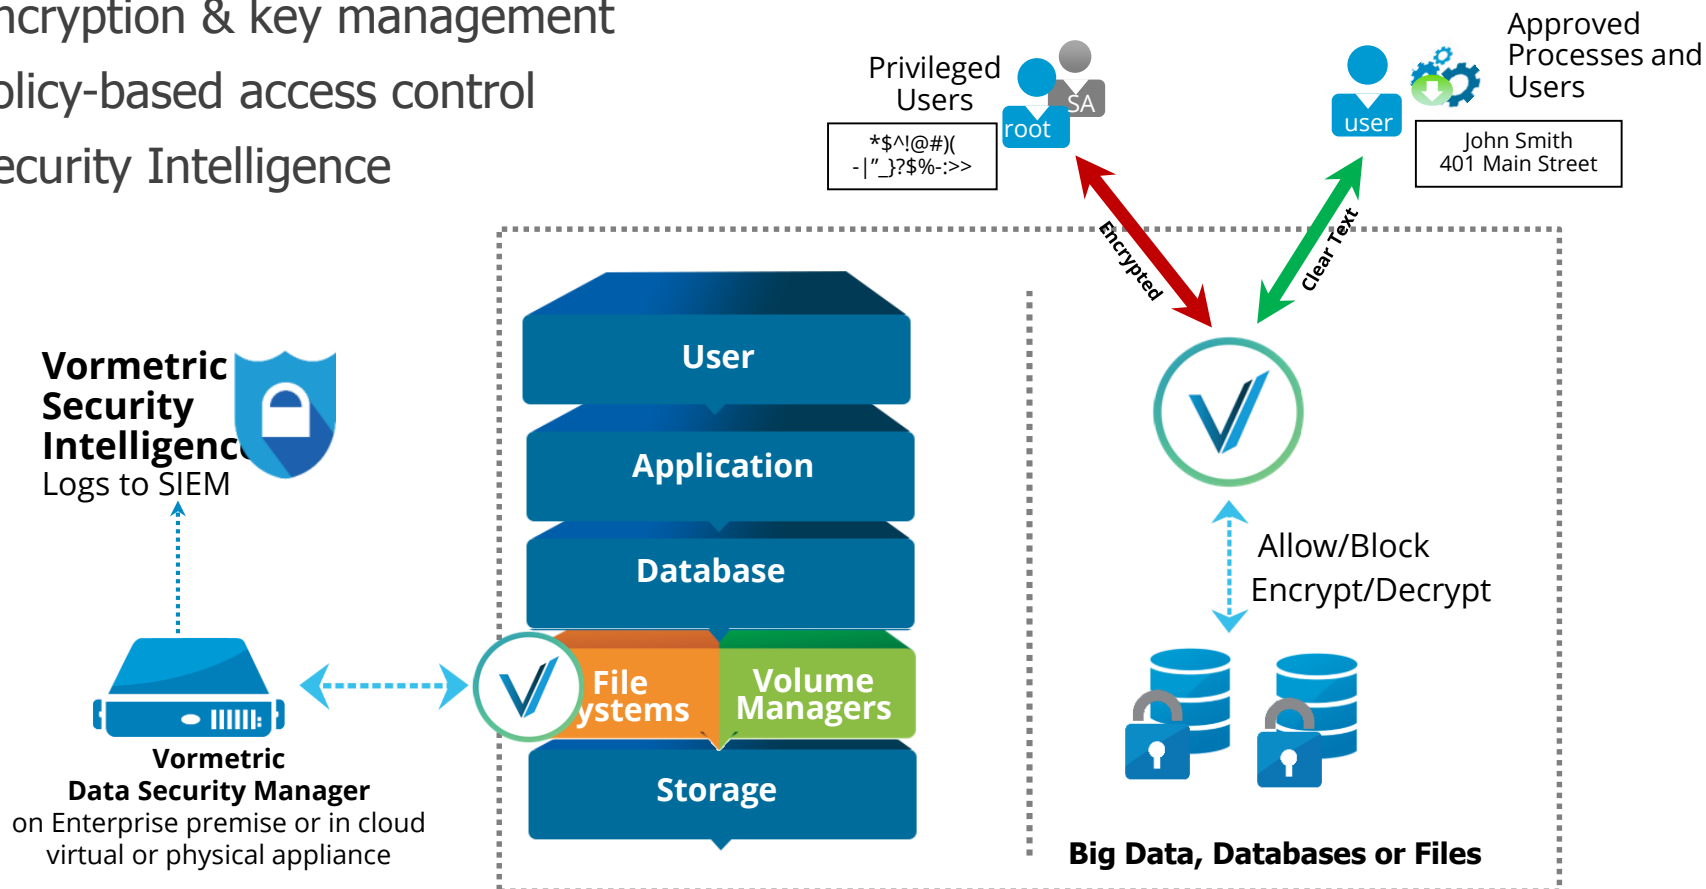 ncryption & key management
olicy-based access control
ecurity Intelligence
Privileged
Users
*$^!@#)(
-|”_}?$%-:>>
root
SA
user
Approved
Processes and
Users
John Smith
401 Main Street
Encrypted
Clear Text
Vormetric
Security
Intelligenc
Logs to SIEM
User
Application
Database
File
ystems
Volume
Managers
Storage
Allow/Block
Encrypt/Decrypt
Vormetric
Data Security Manager
on Enterprise premise or in cloud
virtual or physical appliance
Big Data, Databases or Files